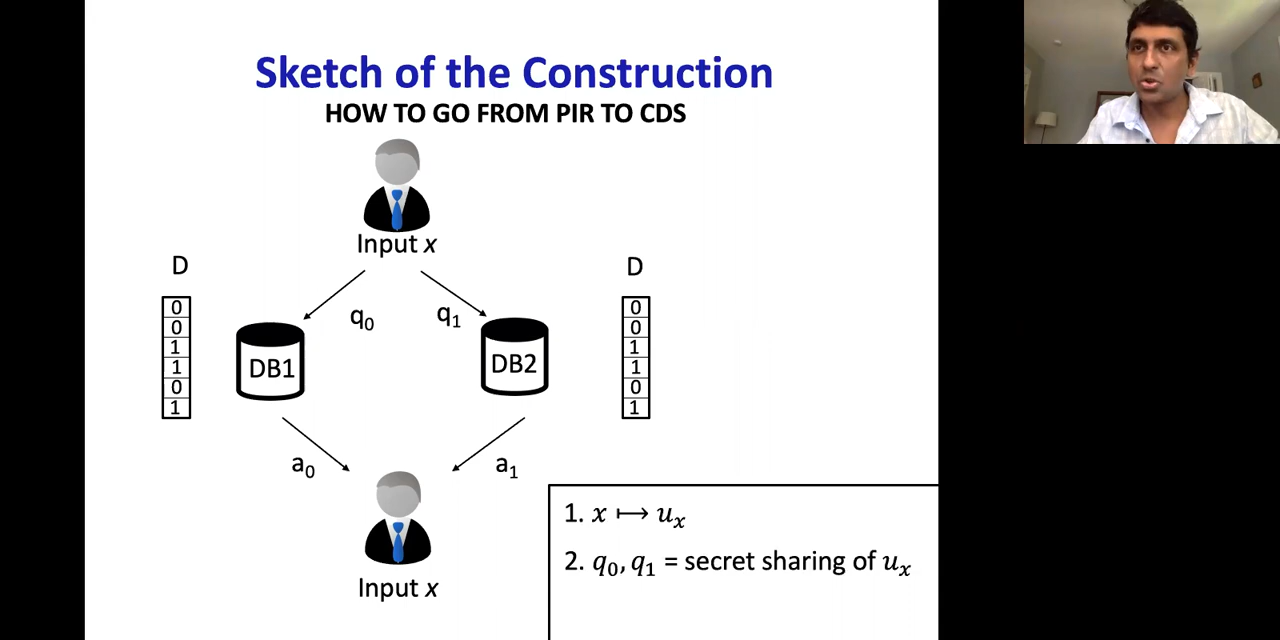 Sketch of the Construction
HOW TO GO FROM PIR TO CDS
Input x
D
D
q₀
q₁
0
0
1
1
0
1
DB1
DB2
0
0
1
1
0
1
a₀
a₁
Input x
1. x ⟼ uₓ
2. q₀, q₁ = secret sharing of uₓ